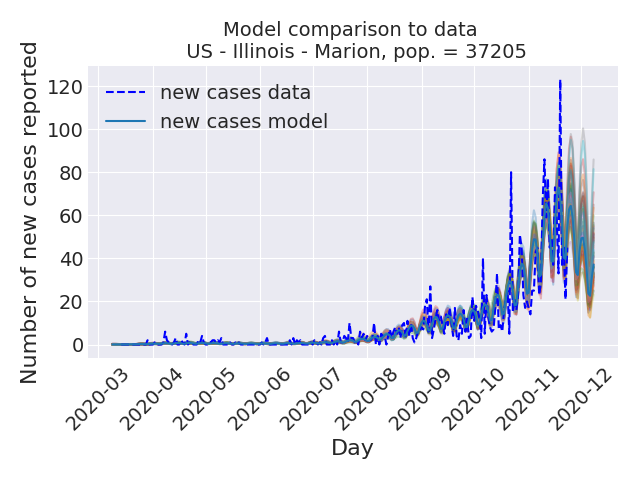 Model comparison to data
US - Illinois - Marion, pop. = 37205
Number of new cases reported
120
100
80
60
40
20
0
new cases data
new cases model
2020-03
2020-04
2020-05
2020-06
2020-07
2020-08
2020-09
2020-10
2020-11
2020-12
Day